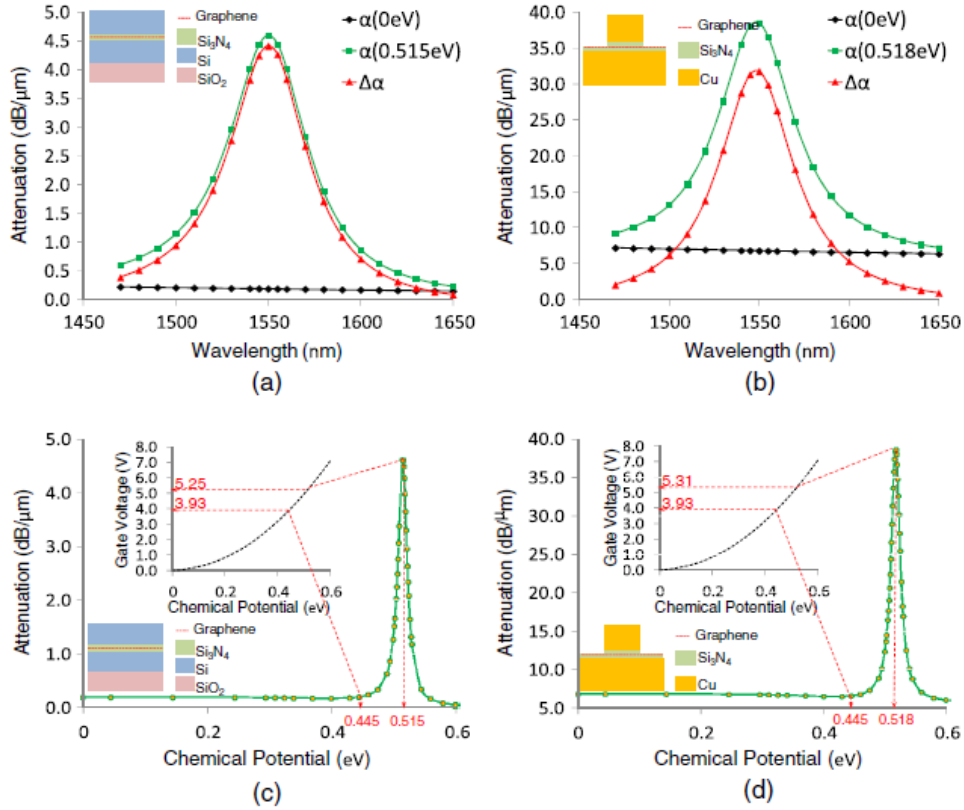 Attenuation (dB/μm)
5.0
4.5
4.0
3.5
3.0
2.5
2.0
1.5
1.0
0.5
0.0
Graphene
Si₃N₄
Si
SiO₂
α(0eV)
α(0.515eV)
Δα
1450 1500 1550 1600 1650
Wavelength (nm)
(a)
Attenuation (dB/μm)
40.0
35.0
30.0
25.0
20.0
15.0
10.0
5.0
0.0
Graphene
Si₃N₄
Cu
α(0eV)
α(0.518eV)
Δα
1450 1500 1550 1600 1650
Wavelength (nm)
(b)
Attenuation (dB/μm)
5.0
4.0
3.0
2.0
1.0
0.0
Gate Voltage (V)
8.0
7.0
6.0
5.0
4.0
3.0
2.0
1.0
0.0
5.25
3.93
0 0.2 0.4 0.6
Chemical Potential (eV)
Graphene
Si₃N₄
Si
SiO₂
0.445 0.515
0 0.2 0.4 0.6
Chemical Potential (eV)
(c)
Attenuation (dB/μm)
40.0
35.0
30.0
25.0
20.0
15.0
10.0
5.0
Gate Voltage (V)
8.0
7.0
6.0
5.0
4.0
3.0
2.0
1.0
0.0
5.31
3.93
0 0.2 0.4 0.6
Chemical Potential (eV)
Graphene
Si₃N₄
Cu
0.445 0.518
0 0.2 0.4 0.6
Chemical Potential (eV)
(d)